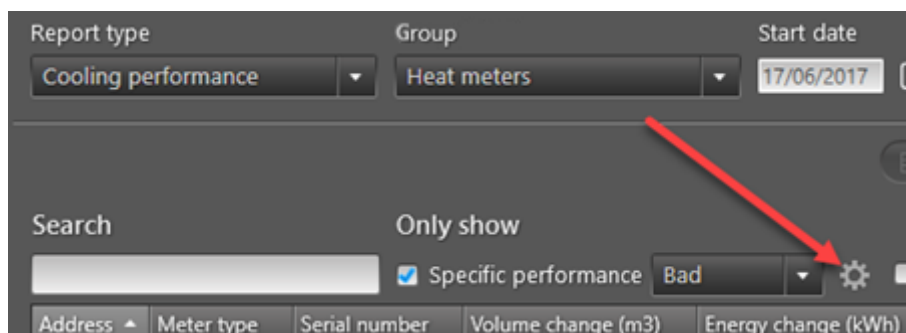 Report type Group Start date
Cooling performance Heat meters 17/06/2017
Search Only show
Specific performance Bad
Address Meter type Serial number Volume change (m3) Energy change (kWh)